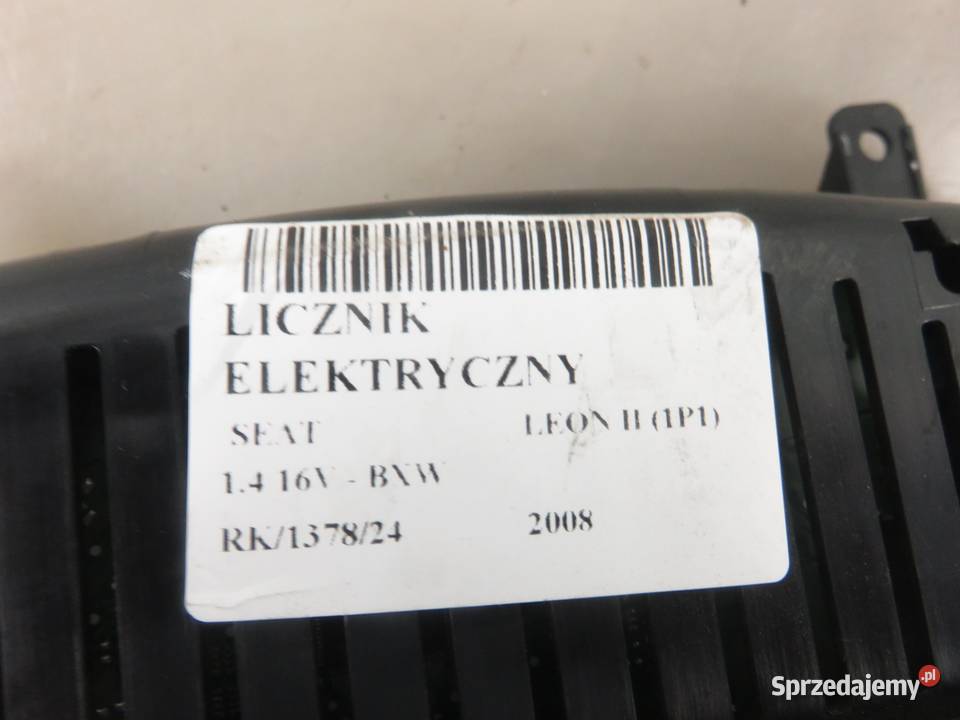 LICZNIK
ELEKTRYCZNY
SEAT LEON II (1P1)
1.4 16V - BXW
RK/1378/24 2008
Sprzedajemy.pl